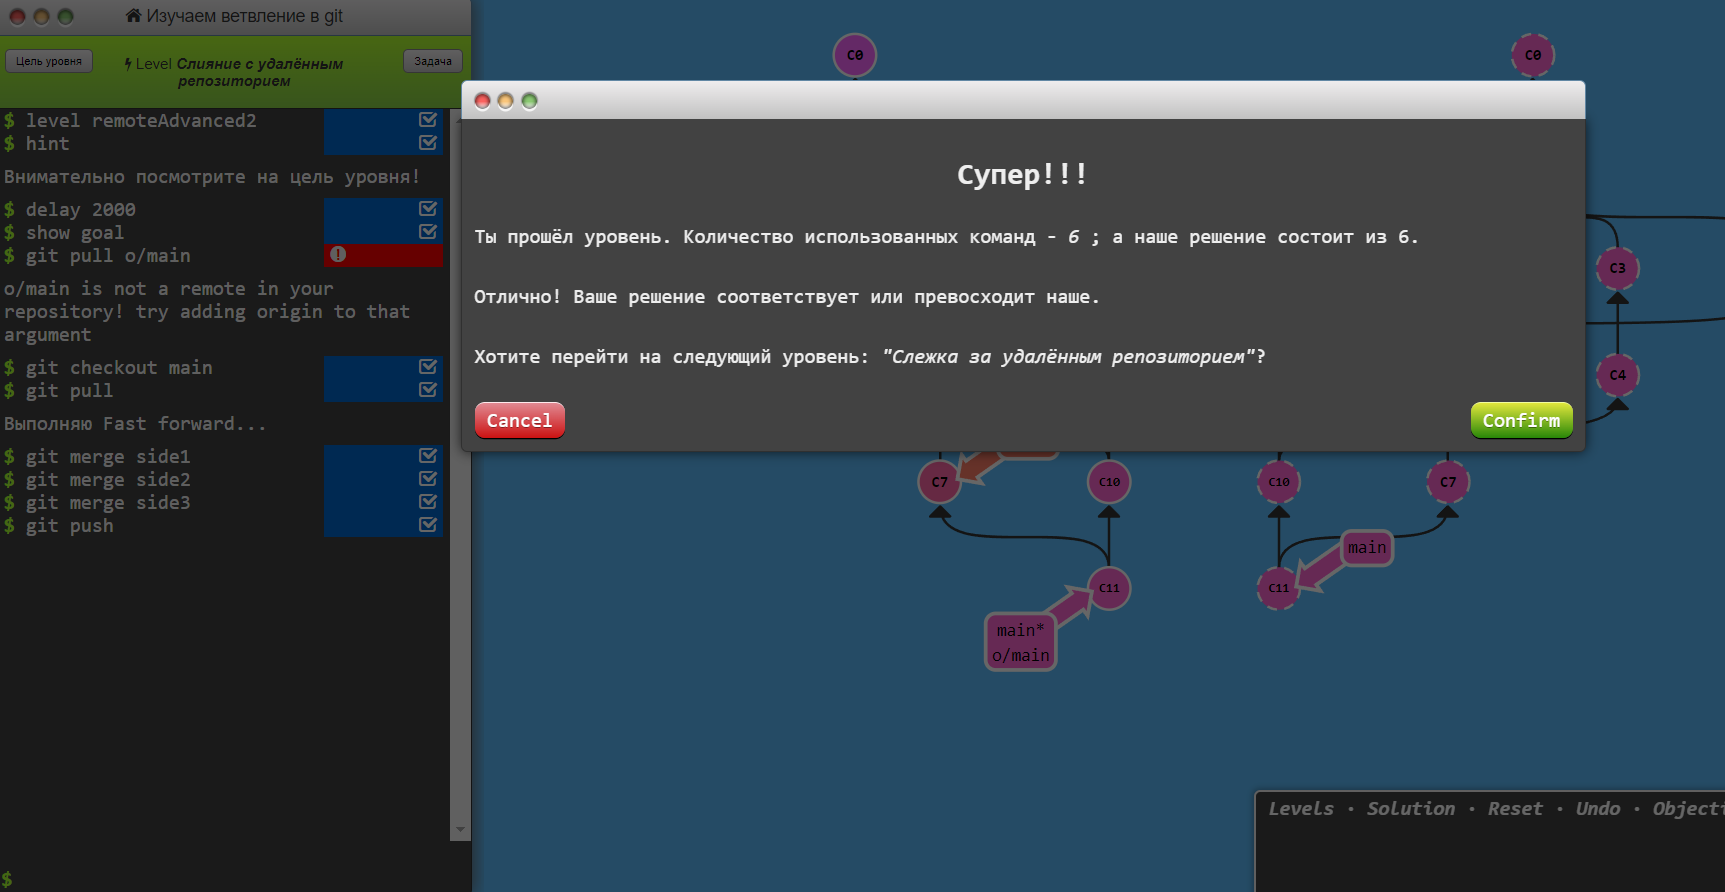 Изучаем ветвление в git
Цель уровня
Level Слияние с удалённым
репозиторием
Задача
$ level remoteAdvanced2
$ hint
Внимательно посмотрите на цель уровня!
$ delay 2000
$ show goal
$ git pull o/main
o/main is not a remote in your
repository! try adding origin to that
argument
$ git checkout main
$ git pull
Выполняю Fast forward...
$ git merge side1
$ git merge side2
$ git merge side3
$ git push
$
C0
C0
Супер!!!
Ты прошёл уровень. Количество использованных команд - 6 ; а наше решение состоит из 6.
Отлично! Ваше решение соответствует или превосходит наше.
Хотите перейти на следующий уровень: "Слежка за удалённым репозиторием"?
Cancel
Confirm
C3
C4
C7
C10
C10
C7
main
C11
C11
main*
o/main
Levels · Solution · Reset · Undo ·